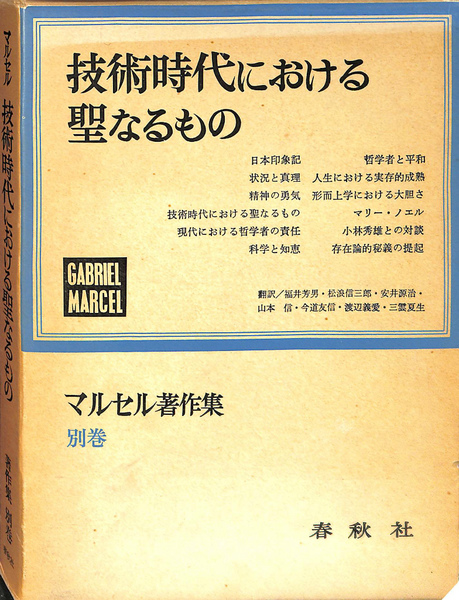 技術時代における
聖なるもの
日本印象記
状況と真理
精神の勇気
技術時代における聖なるもの
現代における哲学者の責任
科学と知恵
哲学者と平和
人生における実存的成熟
形而上学における大胆さ
マリー・ノエル
小林秀雄との対談
存在論的秘義の提起
GABRIEL
MARCEL
翻訳／福井芳男・松浪信三郎・安井源治・
山本 信・今道友信・渡辺義愛・三雲夏生
マルセル著作集
別巻
春秋社
マルセル 技術時代における聖なるもの 著作集 別巻 春秋社